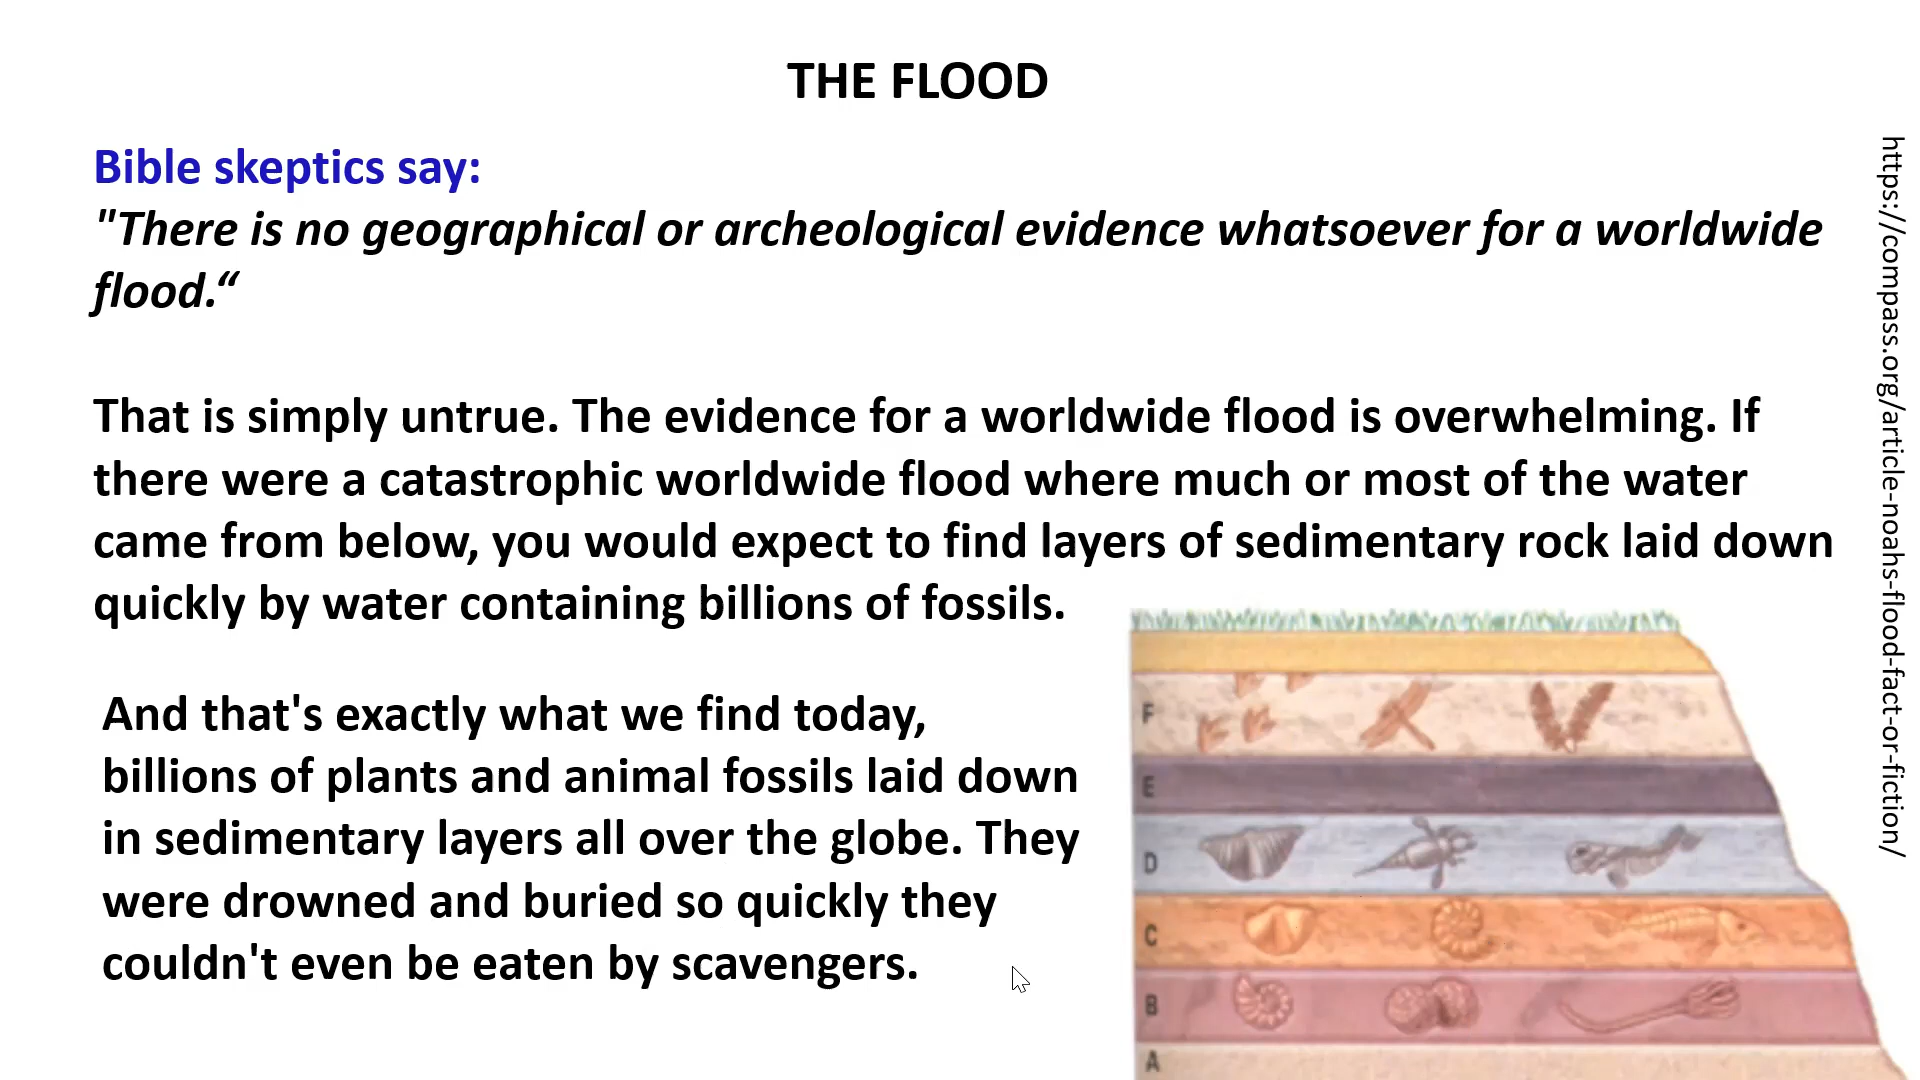 THE FLOOD
Bible skeptics say:
"There is no geographical or archeological evidence whatsoever for a worldwide
flood.“
That is simply untrue. The evidence for a worldwide flood is overwhelming. If
there were a catastrophic worldwide flood where much or most of the water
came from below, you would expect to find layers of sedimentary rock laid down
quickly by water containing billions of fossils.
And that's exactly what we find today,
billions of plants and animal fossils laid down
in sedimentary layers all over the globe. They
were drowned and buried so quickly they
couldn't even be eaten by scavengers.
F
E
D
C
B
A
https://compass.org/article-noahs-flood-fact-or-fiction/